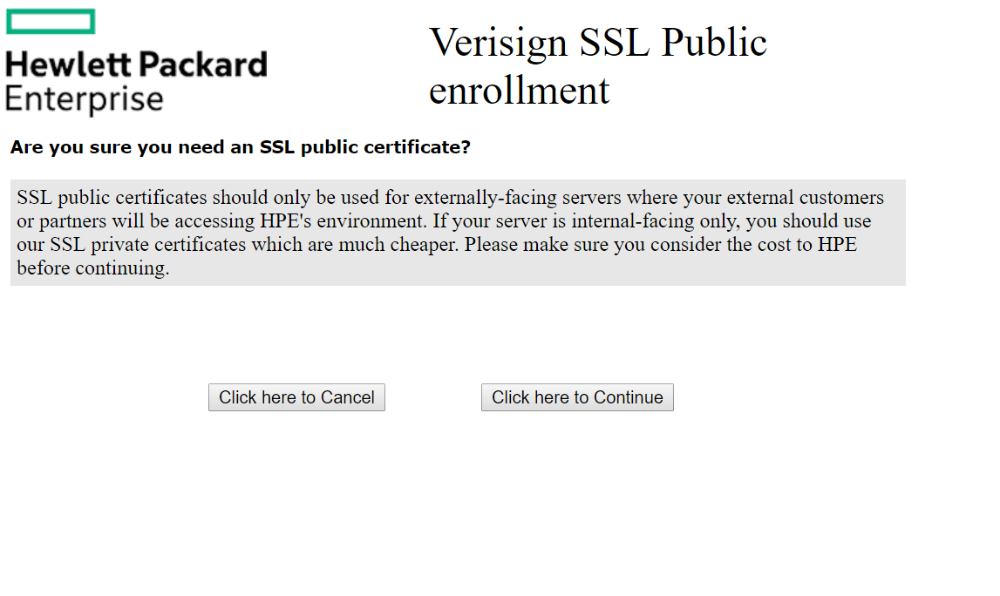 Hewlett Packard
Enterprise
Verisign SSL Public
enrollment
Are you sure you need an SSL public certificate?
SSL public certificates should only be used for externally-facing servers where your external customers
or partners will be accessing HPE's environment. If your server is internal-facing only, you should use
our SSL private certificates which are much cheaper. Please make sure you consider the cost to HPE
before continuing.
Click here to Cancel
Click here to Continue